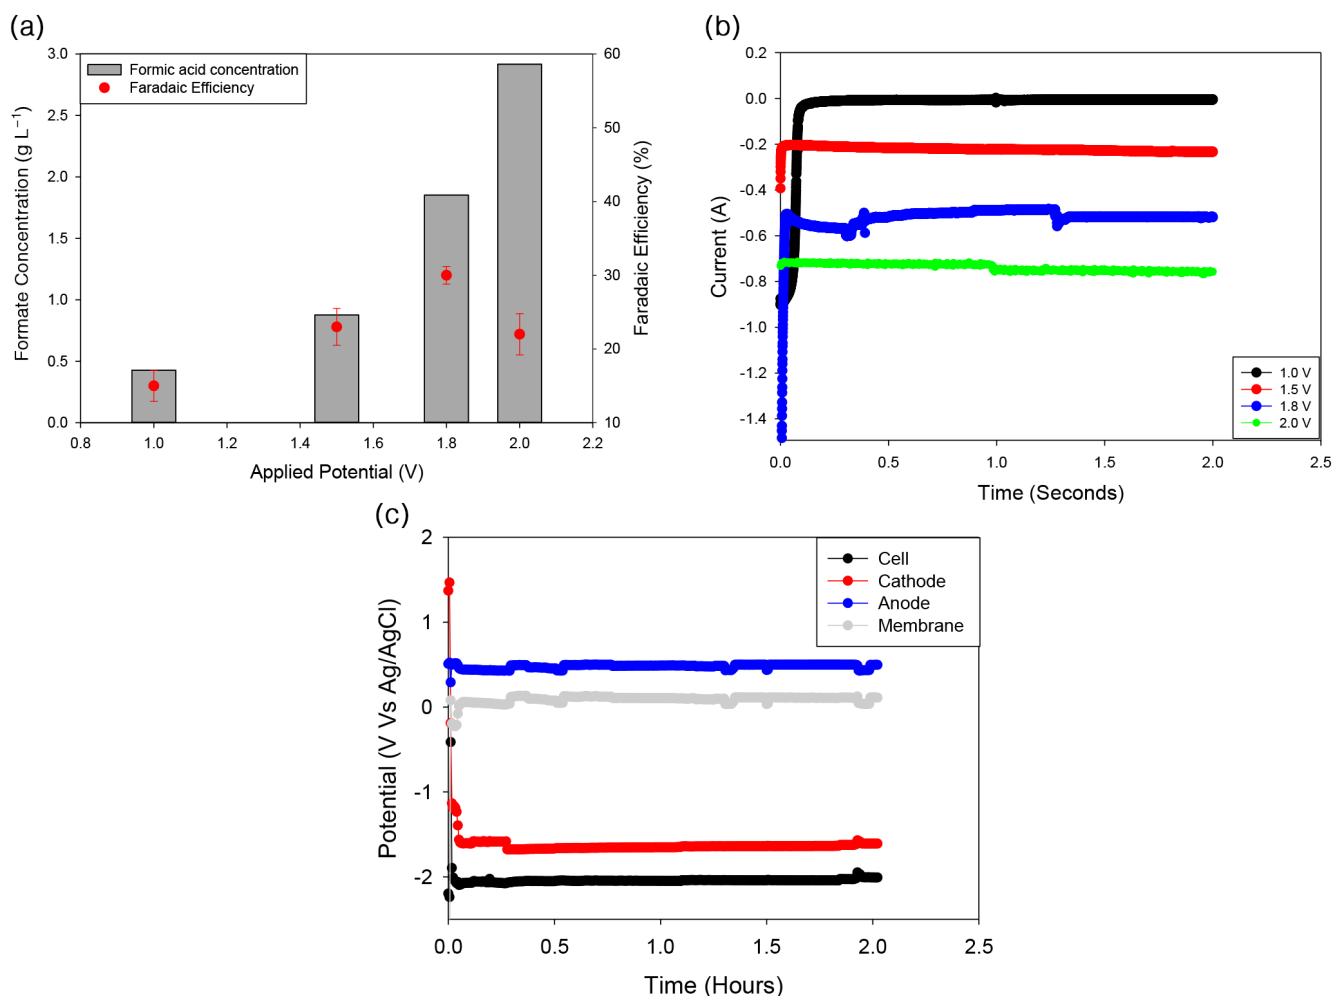 (a)
3.0
2.5
2.0
1.5
1.0
0.5
0.0
Formate Concentration (g L⁻¹)
Formic acid concentration
Faradaic Efficiency
60
50
40
30
20
10
Faradaic Efficiency (%)
0.8 1.0 1.2 1.4 1.6 1.8 2.0 2.2
Applied Potential (V)
(b)
0.2
0.0
-0.2
-0.4
-0.6
-0.8
-1.0
-1.2
-1.4
Current (A)
1.0 V
1.5 V
1.8 V
2.0 V
0.0 0.5 1.0 1.5 2.0 2.5
Time (Seconds)
(c)
2
1
0
-1
-2
Potential (V Vs Ag/AgCl)
Cell
Cathode
Anode
Membrane
0.0 0.5 1.0 1.5 2.0 2.5
Time (Hours)